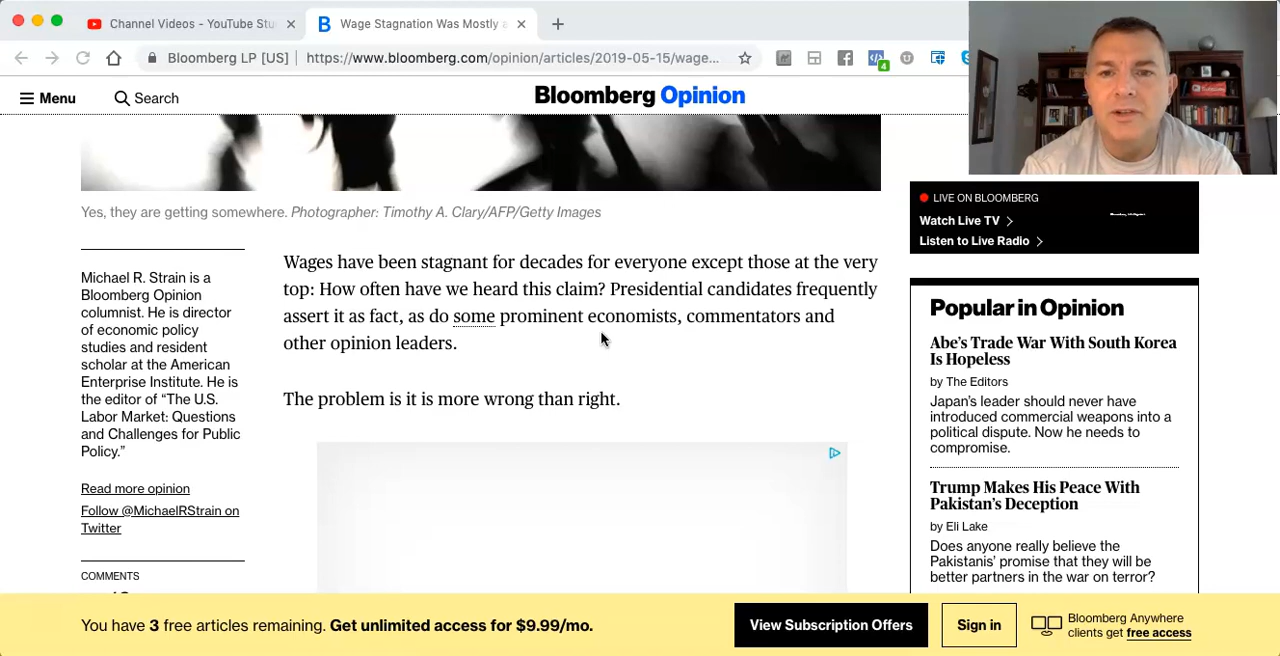 Channel Videos - YouTube Stu
Wage Stagnation Was Mostly a
Bloomberg LP [US]
https://www.bloomberg.com/opinion/articles/2019-05-15/wage...
4
Menu
Search
Bloomberg Opinion
Yes, they are getting somewhere. Photographer: Timothy A. Clary/AFP/Getty Images
Michael R. Strain is a
Bloomberg Opinion
columnist. He is director
of economic policy
studies and resident
scholar at the American
Enterprise Institute. He is
the editor of “The U.S.
Labor Market: Questions
and Challenges for Public
Policy.”
Read more opinion
Follow @MichaelRStrain on
Twitter
COMMENTS
Wages have been stagnant for decades for everyone except those at the very
top: How often have we heard this claim? Presidential candidates frequently
assert it as fact, as do some prominent economists, commentators and
other opinion leaders.
The problem is it is more wrong than right.
LIVE ON BLOOMBERG
Watch Live TV
Listen to Live Radio
Popular in Opinion
Abe's Trade War With South Korea
Is Hopeless
by The Editors
Japan's leader should never have
introduced commercial weapons into a
political dispute. Now he needs to
compromise.
Trump Makes His Peace With
Pakistan's Deception
by Eli Lake
Does anyone really believe the
Pakistanis' promise that they will be
better partners in the war on terror?
You have 3 free articles remaining. Get unlimited access for $9.99/mo.
View Subscription Offers
Sign in
Bloomberg Anywhere
clients get free access